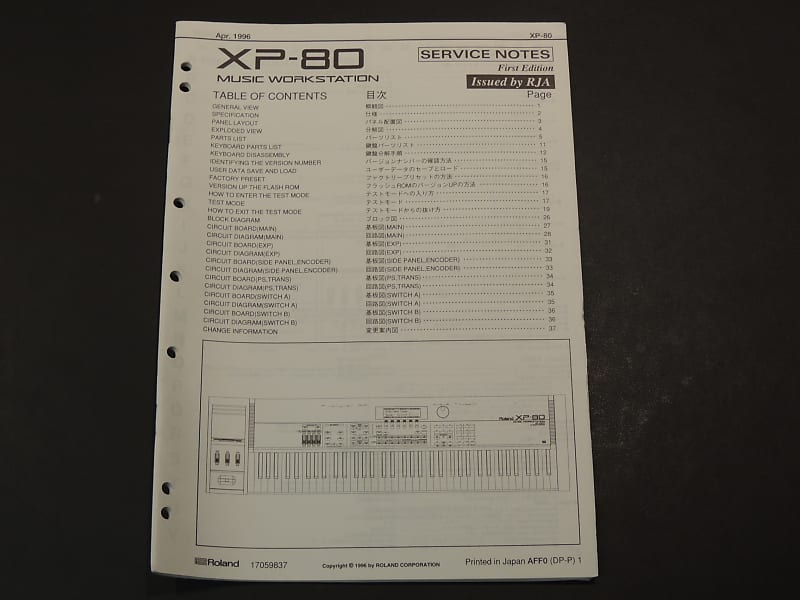 Apr, 1996 XP-80
XP-80 SERVICE NOTES
First Edition
MUSIC WORKSTATION Issued by RJA
TABLE OF CONTENTS 目次 Page
GENERAL VIEW 概観図 1
SPECIFICATION 仕様 2
PANEL LAYOUT パネル配置図 3
EXPLODED VIEW 分解図 4
PARTS LIST パーツリスト 5
KEYBOARD PARTS LIST 鍵盤パーツリスト 11
KEYBOARD DISASSEMBLY 鍵盤分解手順 12
IDENTIFYING THE VERSION NUMBER バージョンナンバーの確認方法 15
USER DATA SAVE AND LOAD ユーザーデータのセーブとロード 15
FACTORY PRESET ファクトリープリセットの方法 16
VERSION UP THE FLASH ROM フラッシュROMのバージョンUPの方法 16
HOW TO ENTER THE TEST MODE テストモードへの入り方 17
TEST MODE テストモード 17
HOW TO EXIT THE TEST MODE テストモードからの抜け方 19
BLOCK DIAGRAM ブロック図 26
CIRCUIT BOARD(MAIN) 基板図(MAIN) 27
CIRCUIT DIAGRAM(MAIN) 回路図(MAIN) 28
CIRCUIT BOARD(EXP) 基板図(EXP) 31
CIRCUIT DIAGRAM(EXP) 回路図(EXP) 32
CIRCUIT BOARD(SIDE PANEL,ENCODER) 基板図(SIDE PANEL,ENCODER) 33
CIRCUIT DIAGRAM(SIDE PANEL,ENCODER) 回路図(SIDE PANEL,ENCODER) 33
CIRCUIT BOARD(PS,TRANS) 基板図(PS,TRANS) 34
CIRCUIT DIAGRAM(PS,TRANS) 回路図(PS,TRANS) 34
CIRCUIT BOARD(SWITCH A) 基板図(SWITCH A) 35
CIRCUIT DIAGRAM(SWITCH A) 回路図(SWITCH A) 35
CIRCUIT BOARD(SWITCH B) 基板図(SWITCH B) 36
CIRCUIT DIAGRAM(SWITCH B) 回路図(SWITCH B) 36
CHANGE INFORMATION 変更案内図 37
Roland XP-80
Roland 17059837 Copyright © 1996 by ROLAND CORPORATION Printed in Japan AFF0 (DP-P) 1